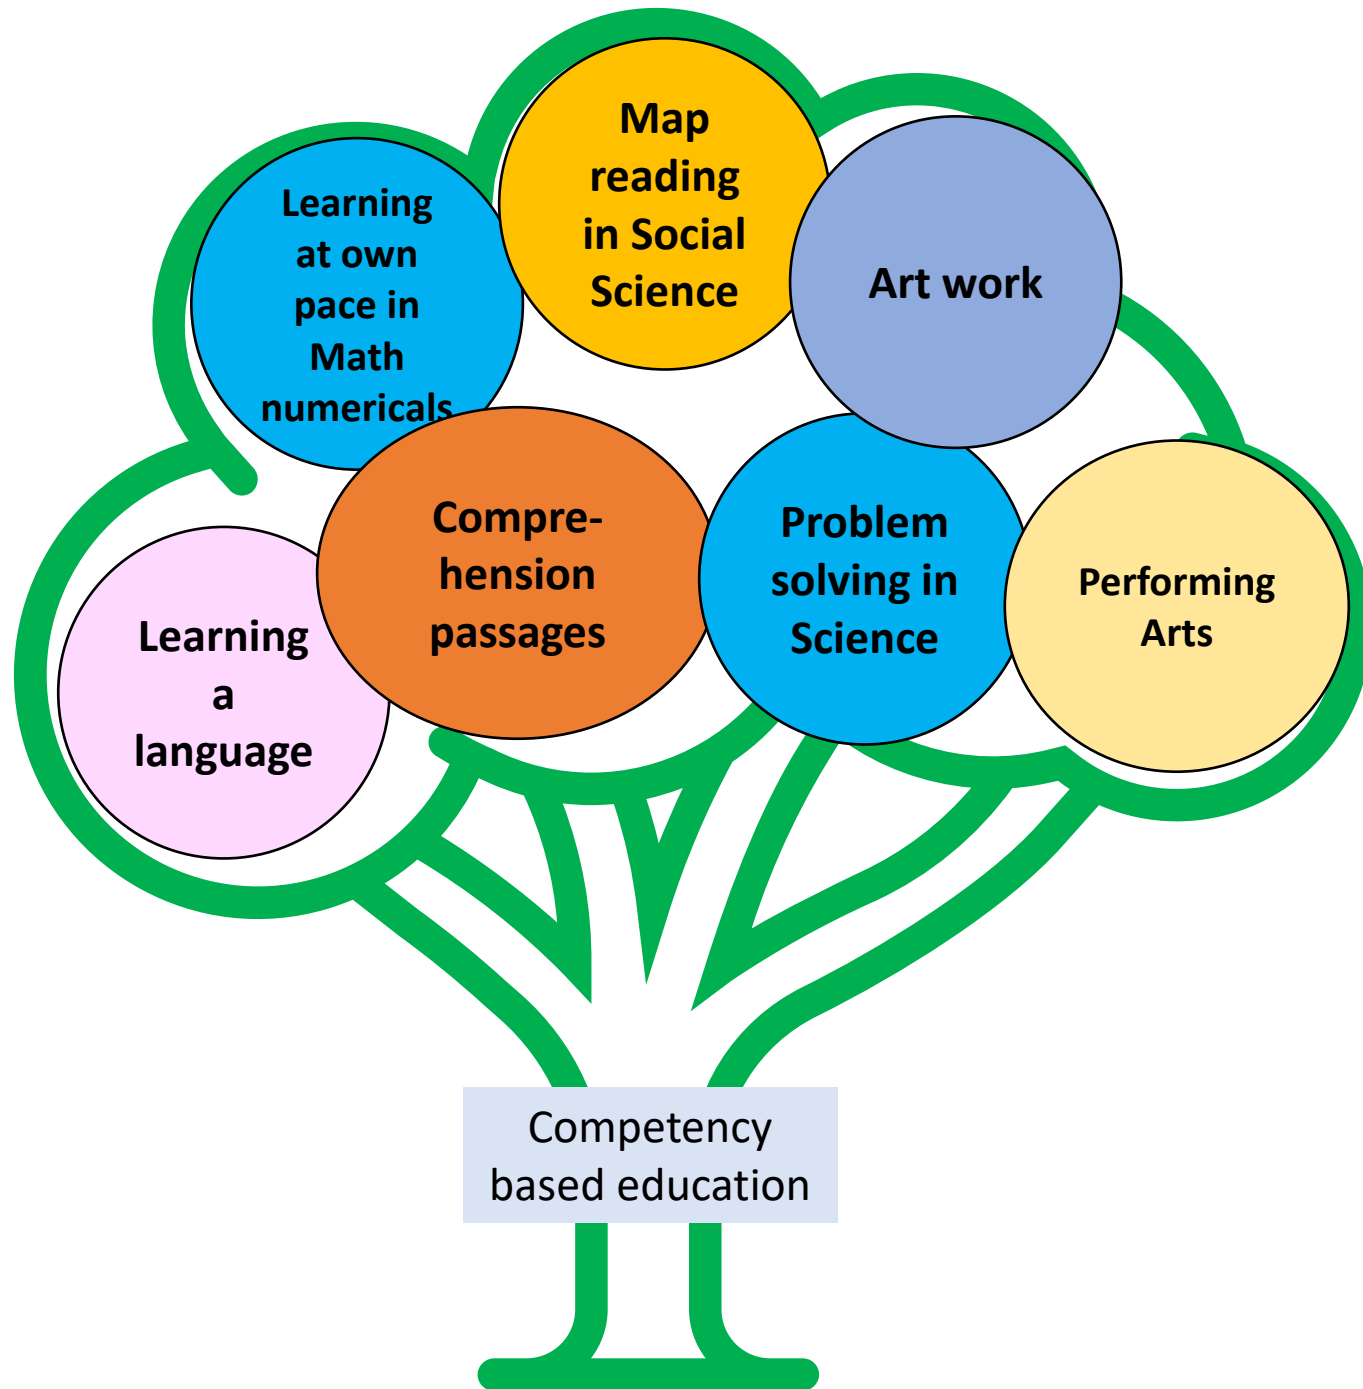 Map
reading
in Social
Science
Learning
at own
pace in
Math
numericals
Art work
Compre-
hension
passages
Problem
solving in
Science
Performing
Arts
Learning
a
language
Competency
based education